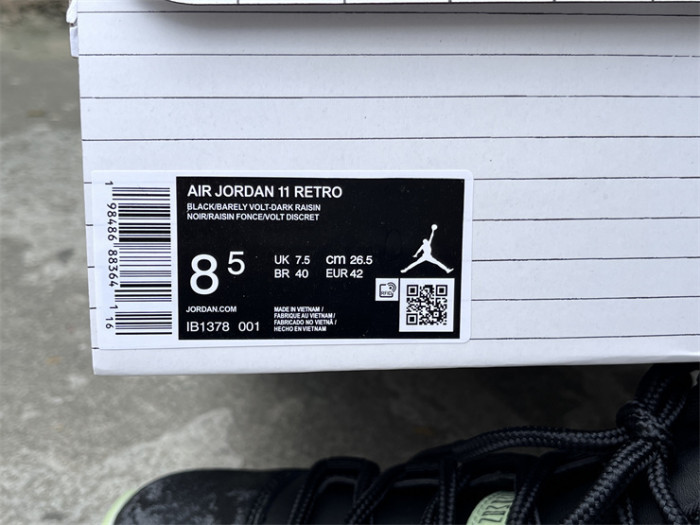 AIR JORDAN 11 RETRO
BLACK/BARELY VOLT-DARK RAISIN
NOIR/RAISIN FONCE/VOLT DISCRET
8 5
UK 7.5 cm 26.5
BR 40 EUR 42
JORDAN.COM
IB1378 001
MADE IN VIETNAM /
FABRIQUE AU VIETNAM /
FABRICADO NO VIETNÃ /
HECHO EN VIETNAM
RFID
1 98486 88364 1 16